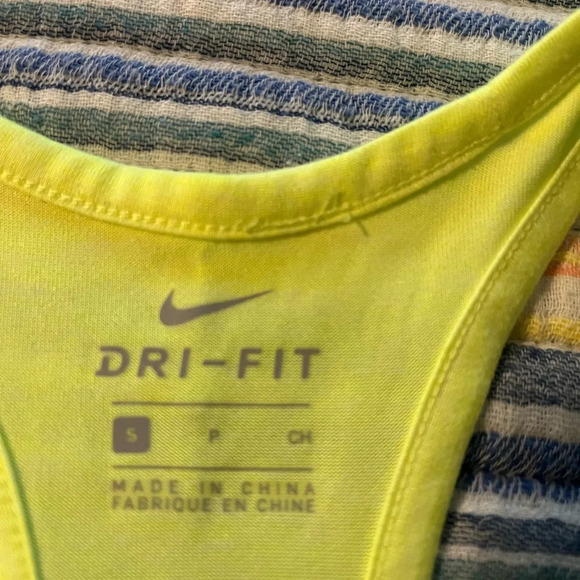 DRI-FIT
S P CH
MADE IN CHINA
FABRIQUE EN CHINE